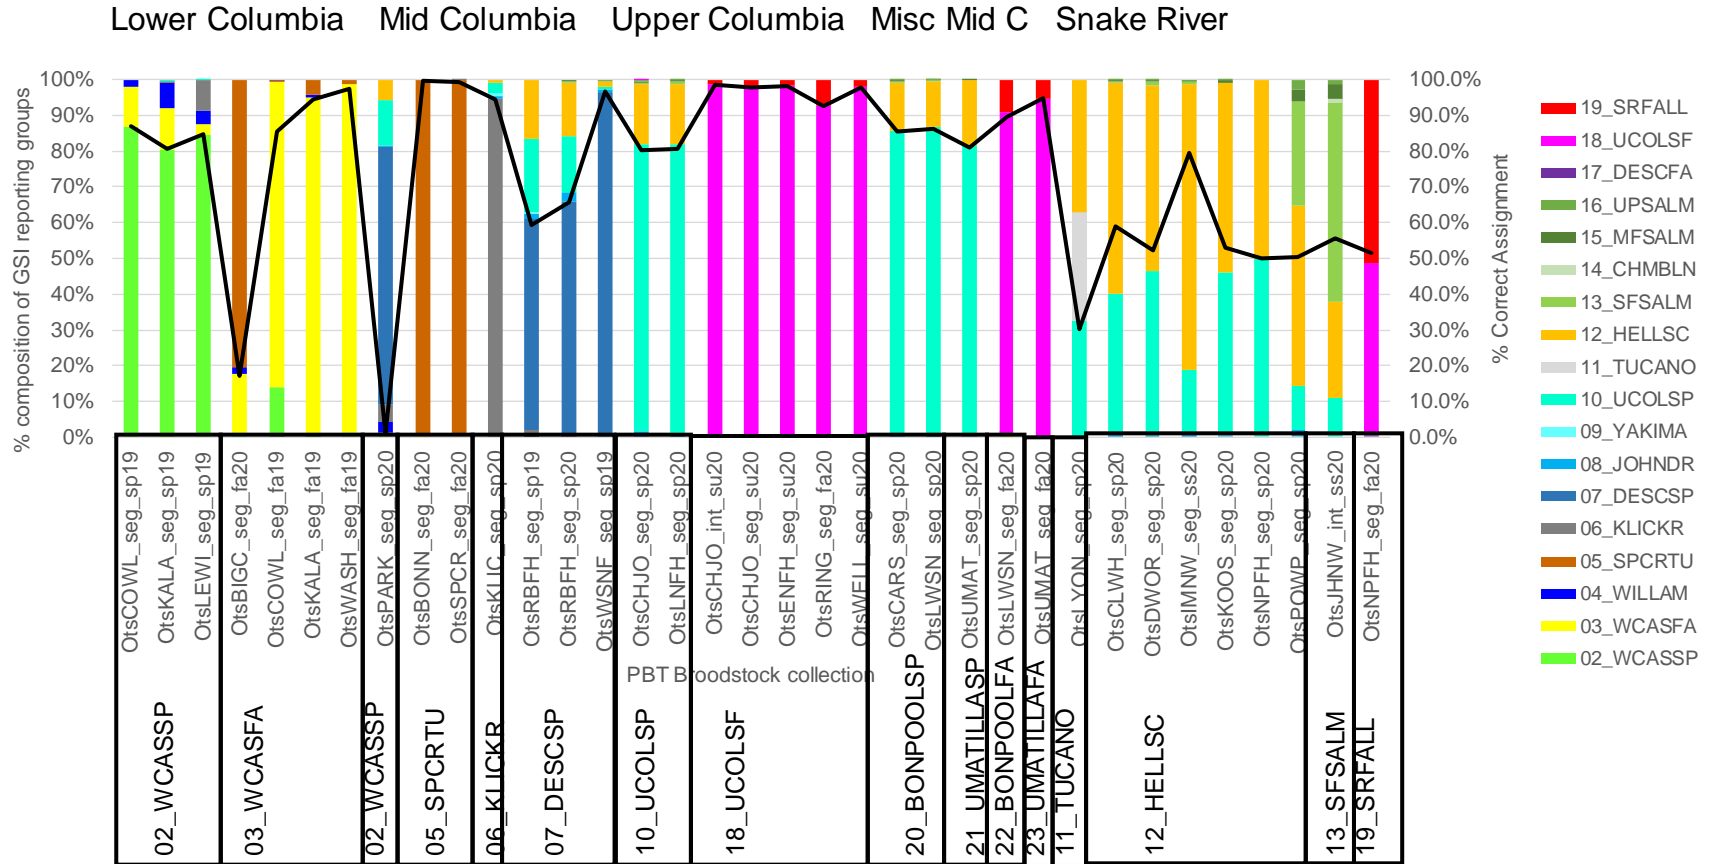 Lower Columbia Mid Columbia Upper Columbia Misc Mid C Snake River
% composition of GSI reporting groups
100%
90%
80%
70%
60%
50%
40%
30%
20%
10%
0%
100.0%
90.0%
80.0%
70.0%
60.0%
50.0%
40.0%
30.0%
20.0%
10.0%
0.0%
% Correct Assignment
19_SRFALL
18_UCOLSF
17_DESCFA
16_UPSALM
15_MFSALM
14_CHMBLN
13_SFSALM
12_HELLSC
11_TUCANO
10_UCOLSP
09_YAKIMA
08_JOHNDR
07_DESCSP
06_KLICKR
05_SPCRTU
04_WILLAM
03_WCASFA
02_WCASSP
OtsCOWL_seg_sp19
OtsKALA_seg_sp19
OtsLEWI_seg_sp19
OtsBIGC_seg_fa20
OtsCOWL_seg_fa19
OtsKALA_seg_fa19
OtsWASH_seg_fa19
OtsPARK_seg_sp20
OtsBONN_seg_fa20
OtsSPCR_seg_fa20
OtsKLIC_seg_sp20
OtsRBFH_seg_sp19
OtsRBFH_seg_sp20
OtsWSNF_seg_sp19
OtsCHJO_seg_sp20
OtsLNFH_seg_sp20
OtsCHJO_int_su20
OtsCHJO_seg_su20
OtsENFH_seg_su20
OtsRING_seg_fa20
OtsWELL_seg_su20
OtsCARS_seg_sp20
OtsLWSN_seg_sp20
OtsUMAT_seg_sp20
OtsLWSN_seg_fa20
OtsUMAT_seg_fa20
OtsLYON_seg_sp20
OtsCLWH_seg_sp20
OtsDWOR_seg_sp20
OtsIMNW_seg_ss20
OtsKOOS_seg_sp20
OtsNPFH_seg_sp20
OtsPOWP_seg_sp20
OtsJHNW_int_ss20
OtsNPFH_seg_fa20
PBT Broodstock collection
02_WCASSP
03_WCASFA
02_WCASSP
05_SPCRTU
06_KLICKR
07_DESCSP
10_UCOLSP
18_UCOLSF
20_BONPOOLSP
21_UMATILLASP
22_BONPOOLFA
23_UMATILLAFA
11_TUCANO
12_HELLSC
13_SFSALM
19_SRFALL